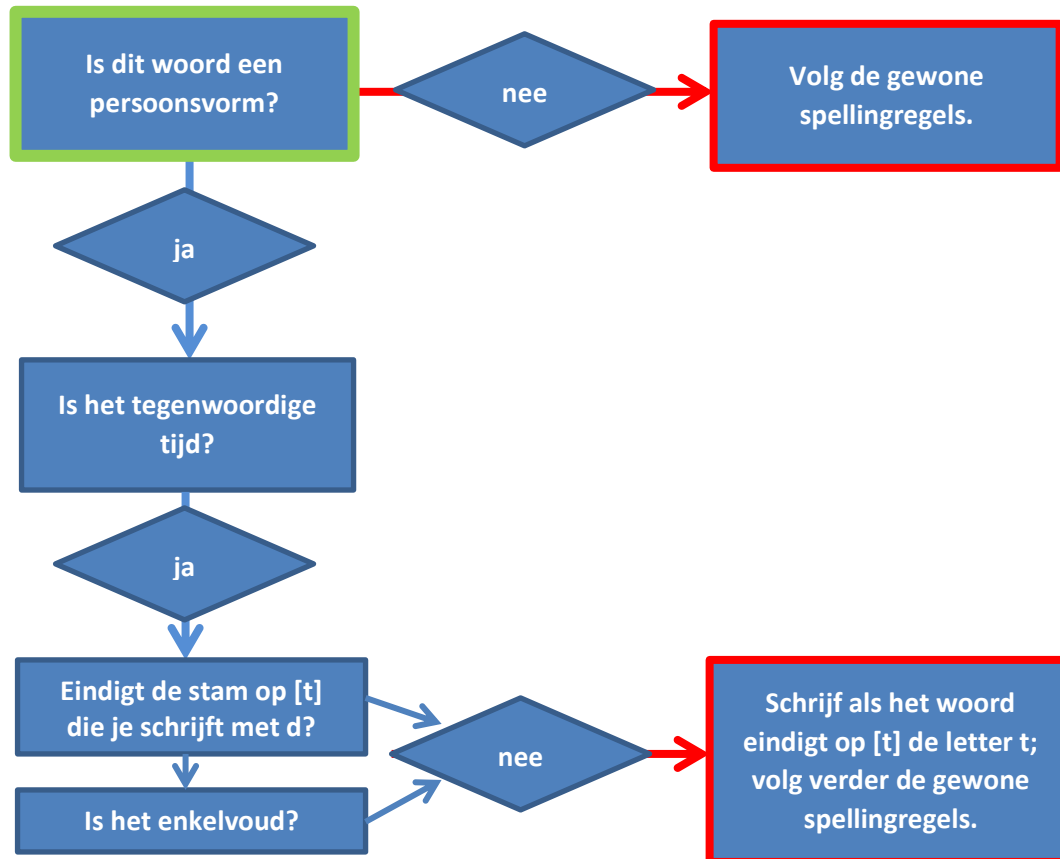 Is dit woord een
persoonsvorm?
nee
Volg de gewone
spellingregels.
ja
Is het tegenwoordige
tijd?
ja
Eindigt de stam op [t]
die je schrijft met d?
Is het enkelvoud?
nee
Schrijf als het woord
eindigt op [t] de letter t;
volg verder de gewone
spellingregels.